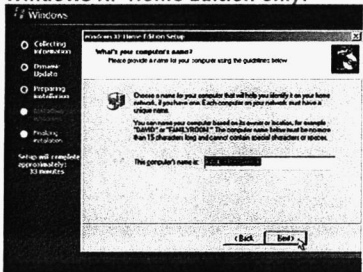 Windows XP Home Edition only:
Windows
Windows XP Home Edition Setup
Collecting information
Dynamic Update
Preparing installation
Finalizing installation
Setup will complete in approximately:
33 minutes
What's your computer's name?
Please provide a name for your computer using the guidelines below
Choose a name for your computer that will help you identify it on your home
network, if you have one. Each computer on your network must have a
unique name.
You can name your computer based on its owner or location, for example
"DAVID" or "FAMILYROOM." The computer name below must be no more
than 15 characters long and cannot contain special characters or spaces.
This computer's name is:
< Back
Next >